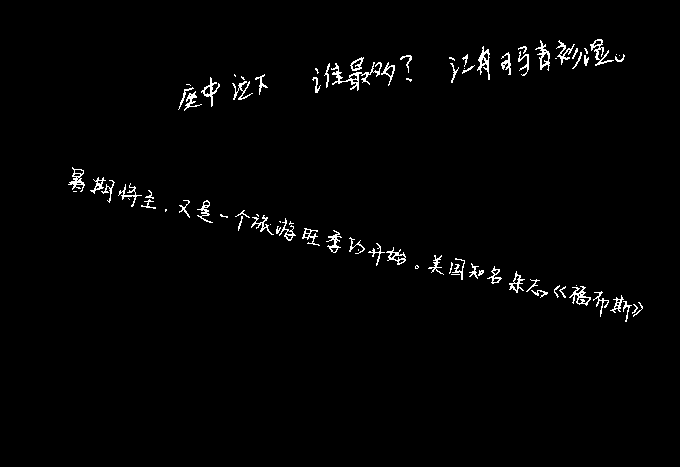 座中泣下 谁最多？ 江州司马青衫湿。
暑期将至，又是一个旅游旺季的开始。美国知名杂志《福布斯》